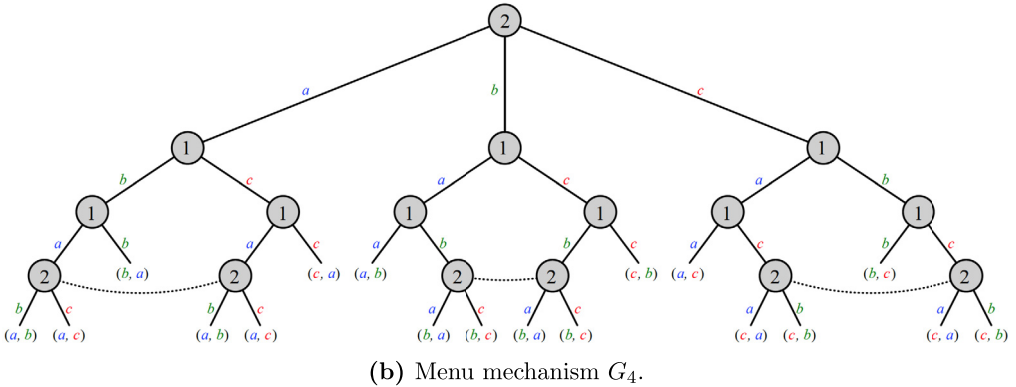 2
a b c
1 1 1
b c a c a b
1 1 1 1 1 1
a b a c a b b c a c b c
2 (b, a) 2 (c, a) (a, b) 2 2 (c, b) (a, c) 2 (b, c) 2
b c b c a c a c a b a b
(a, b) (a, c) (a, b) (a, c) (b, a) (b, c) (b, a) (b, c) (c, a) (c, b) (c, a) (c, b)
(b) Menu mechanism G4.